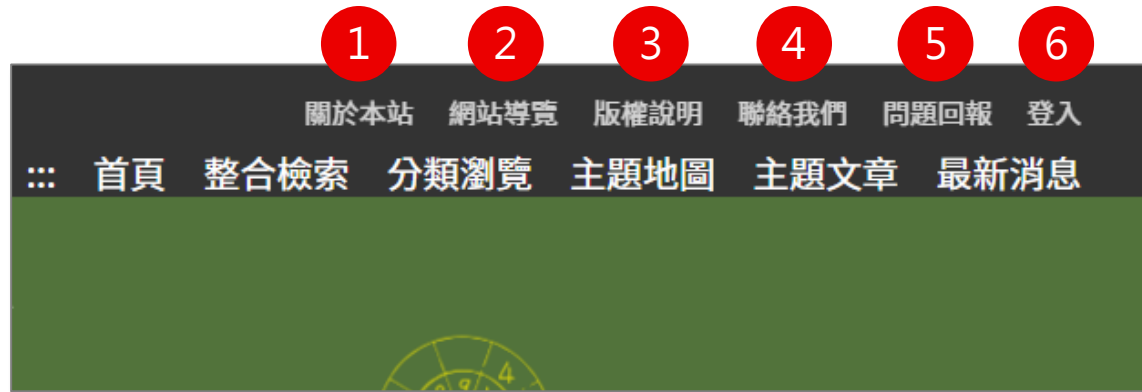 1 2 3 4 5 6
關於本站 網站導覽 版權說明 聯絡我們 問題回報 登入
::: 首頁 整合檢索 分類瀏覽 主題地圖 主題文章 最新消息
4